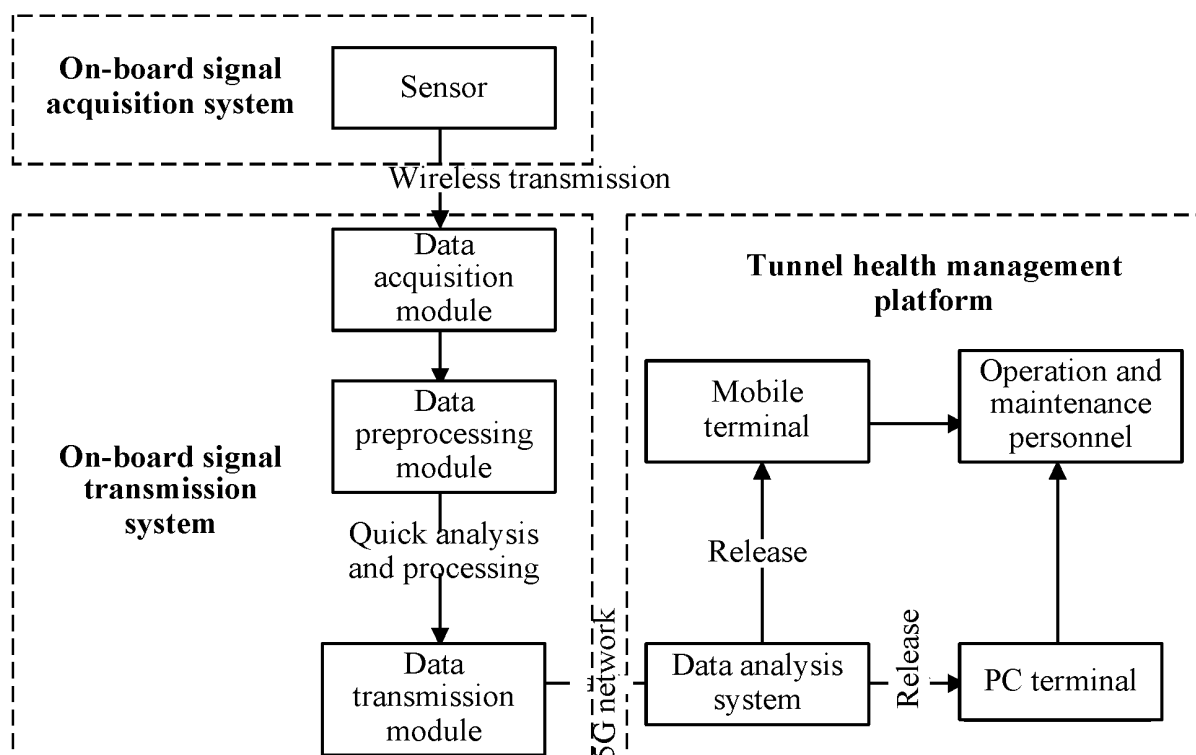 On-board signal
acquisition system
Sensor
Wireless transmission
Data
acquisition
module
Data
preprocessing
module
On-board signal
transmission
system
Quick analysis
and processing
Data
transmission
module
5G network
Tunnel health management
platform
Mobile
terminal
Operation and
maintenance
personnel
Release
Data analysis
system
Release
PC terminal